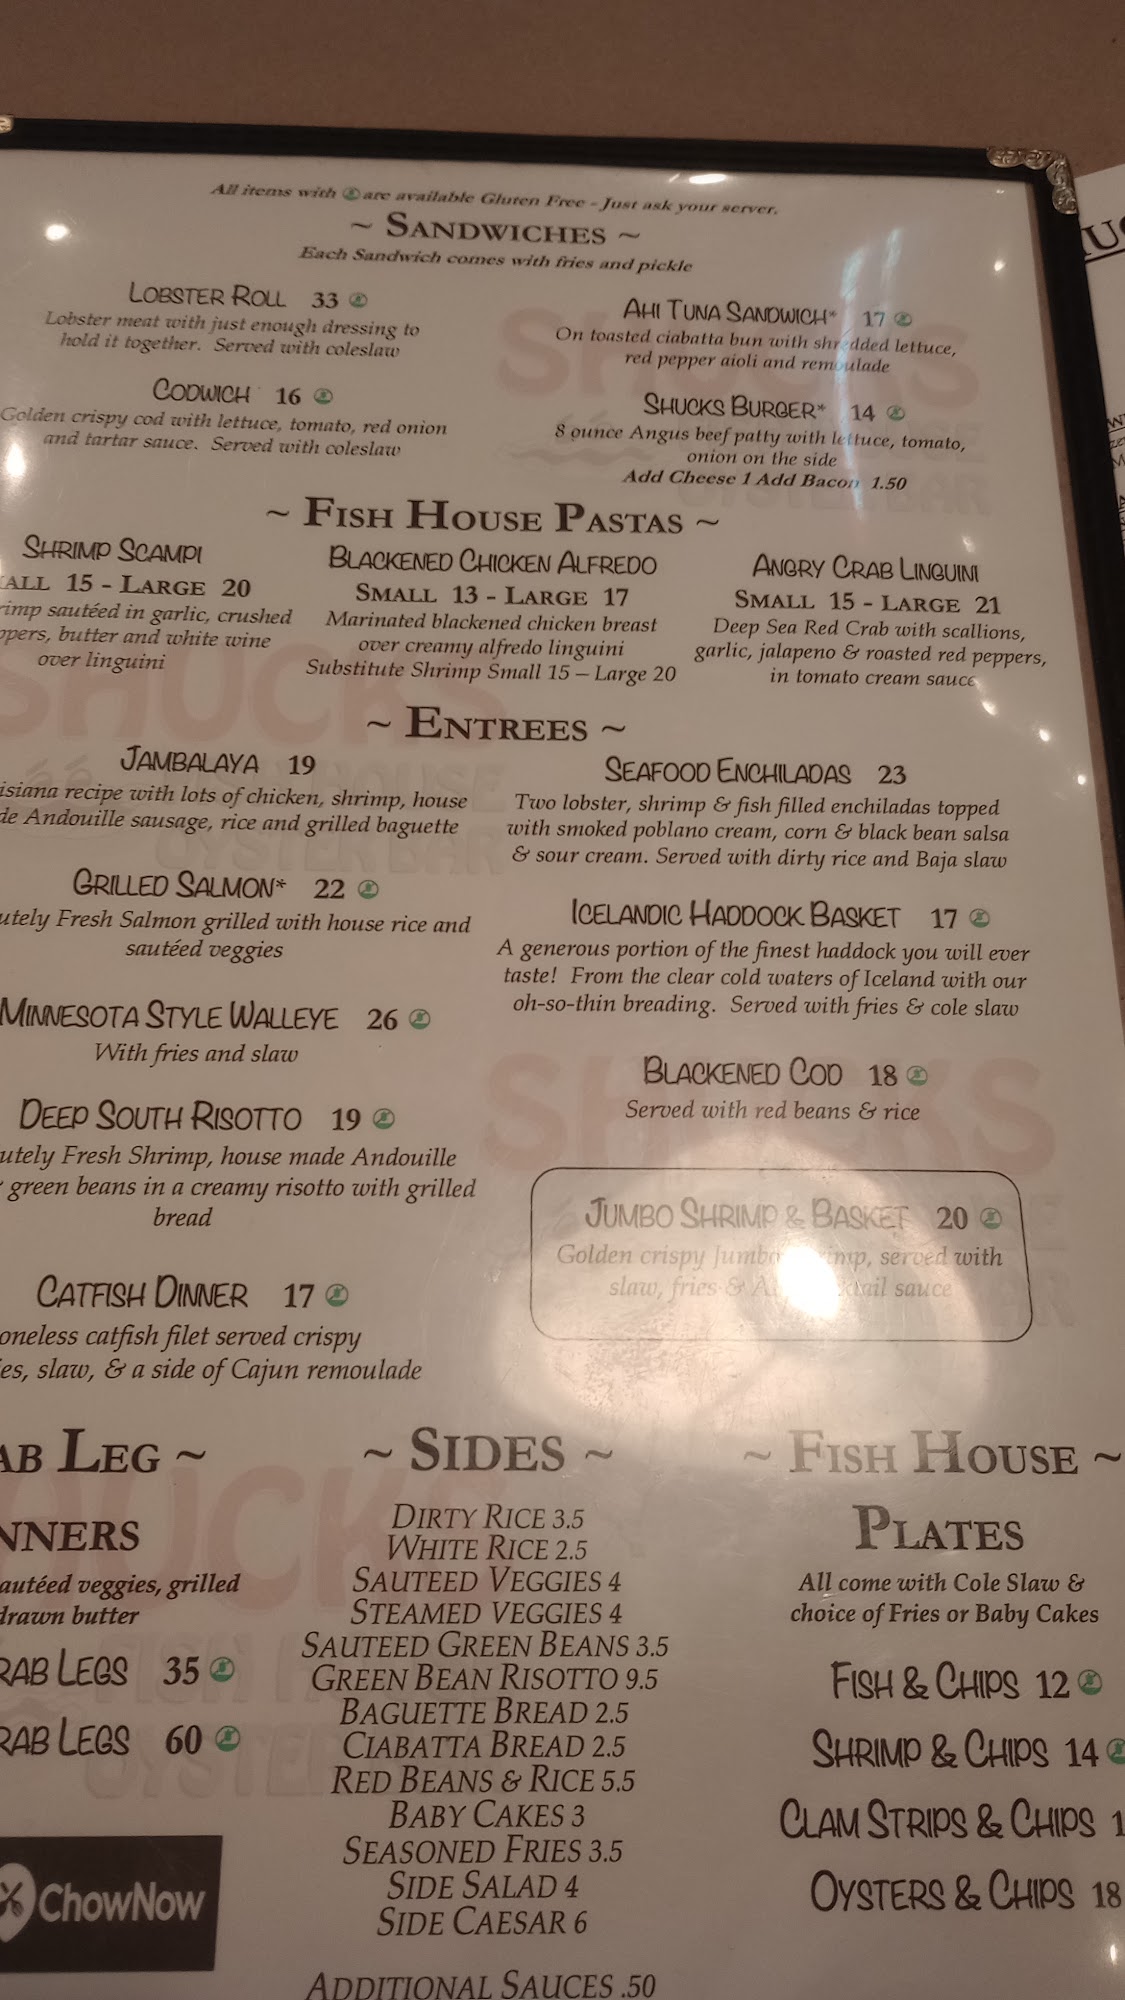 All items with are available Gluten Free - Just ask your server.
~ SANDWICHES ~
Each Sandwich comes with fries and pickle
LOBSTER ROLL 33
Lobster meat with just enough dressing to
hold it together. Served with coleslaw
CODWICH 16
Golden crispy cod with lettuce, tomato, red onion
and tartar sauce. Served with coleslaw
AHI TUNA SANDWICH* 17
On toasted ciabatta bun with shredded lettuce,
red pepper aioli and remoulade
SHUCKS BURGER* 14
8 ounce Angus beef patty with lettuce, tomato,
onion on the side
Add Cheese 1 Add Bacon 1.50
~ FISH HOUSE PASTAS ~
SHRIMP SCAMPI
15 - LARGE 20
sautéed in garlic, crushed
butter and white wine
over linguini
BLACKENED CHICKEN ALFREDO
SMALL 13 - LARGE 17
Marinated blackened chicken breast
over creamy alfredo linguini
Substitute Shrimp Small 15 – Large 20
ANGRY CRAB LINGUINI
SMALL 15 - LARGE 21
Deep Sea Red Crab with scallions,
garlic, jalapeno & roasted red peppers,
in tomato cream sauce
~ ENTREES ~
JAMBALAYA 19
recipe with lots of chicken, shrimp, house
Andouille sausage, rice and grilled baguette
GRILLED SALMON* 22
Fresh Salmon grilled with house rice and
sautéed veggies
MINNESOTA STYLE WALLEYE 26
With fries and slaw
DEEP SOUTH RISOTTO 19
Fresh Shrimp, house made Andouille
green beans in a creamy risotto with grilled
bread
CATFISH DINNER 17
catfish filet served crispy
slaw, & a side of Cajun remoulade
SEAFOOD ENCHILADAS 23
Two lobster, shrimp & fish filled enchiladas topped
with smoked poblano cream, corn & black bean salsa
& sour cream. Served with dirty rice and Baja slaw
ICELANDIC HADDOCK BASKET 17
A generous portion of the finest haddock you will ever
taste! From the clear cold waters of Iceland with our
oh-so-thin breading. Served with fries & cole slaw
BLACKENED COD 18
Served with red beans & rice
JUMBO SHRIMP & BASKET 20
Golden crispy Jumbo served with
slaw, fries & sauce
LEG ~
sautéed veggies, grilled
drawn butter
LEGS 35
LEGS 60
ChowNow
~ SIDES ~
DIRTY RICE 3.5
WHITE RICE 2.5
SAUTEED VEGGIES 4
STEAMED VEGGIES 4
SAUTEED GREEN BEANS 3.5
GREEN BEAN RISOTTO 9.5
BAGUETTE BREAD 2.5
CIABATTA BREAD 2.5
RED BEANS & RICE 5.5
BABY CAKES 3
SEASONED FRIES 3.5
SIDE SALAD 4
SIDE CAESAR 6
ADDITIONAL SAUCES .50
~ FISH HOUSE ~
PLATES
All come with Cole Slaw &
choice of Fries or Baby Cakes
FISH & CHIPS 12
SHRIMP & CHIPS 14
CLAM STRIPS & CHIPS
OYSTERS & CHIPS 18